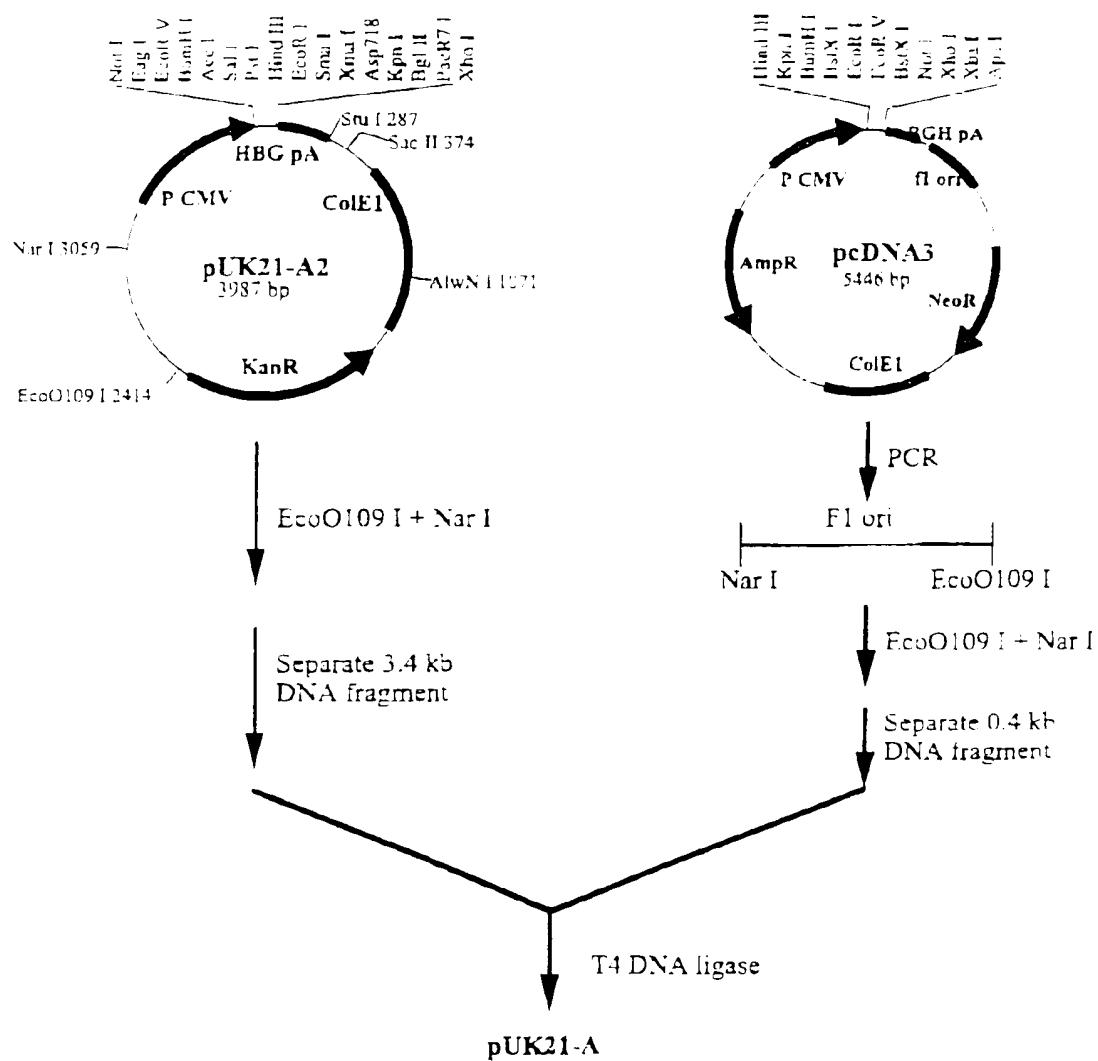 Not I
Eag I
EcoR V
BamH I
Acc I
Sal I
Pst I
Hind III
EcoR I
Sma I
Xma I
Asp718
Kpn I
Bgl II
PaeR7 I
Xho I
Stu I 287
Sac II 374
HBG pA
P CMV
ColE1
Nar I 3059
pUK21-A2
3987 bp
AlwN I 1071
KanR
EcoO109 I 2414
Hind III
Kpn I
BamH I
BstX I
EcoR I
EcoR V
BstX I
Not I
Xho I
Xba I
Apa I
BGH pA
P CMV
f1 ori
AmpR
pcDNA3
5446 bp
NeoR
ColE1
PCR
EcoO109 I + Nar I
F1 ori
Nar I
EcoO109 I
EcoO109 I + Nar I
Separate 3.4 kb
DNA fragment
Separate 0.4 kb
DNA fragment
T4 DNA ligase
pUK21-A